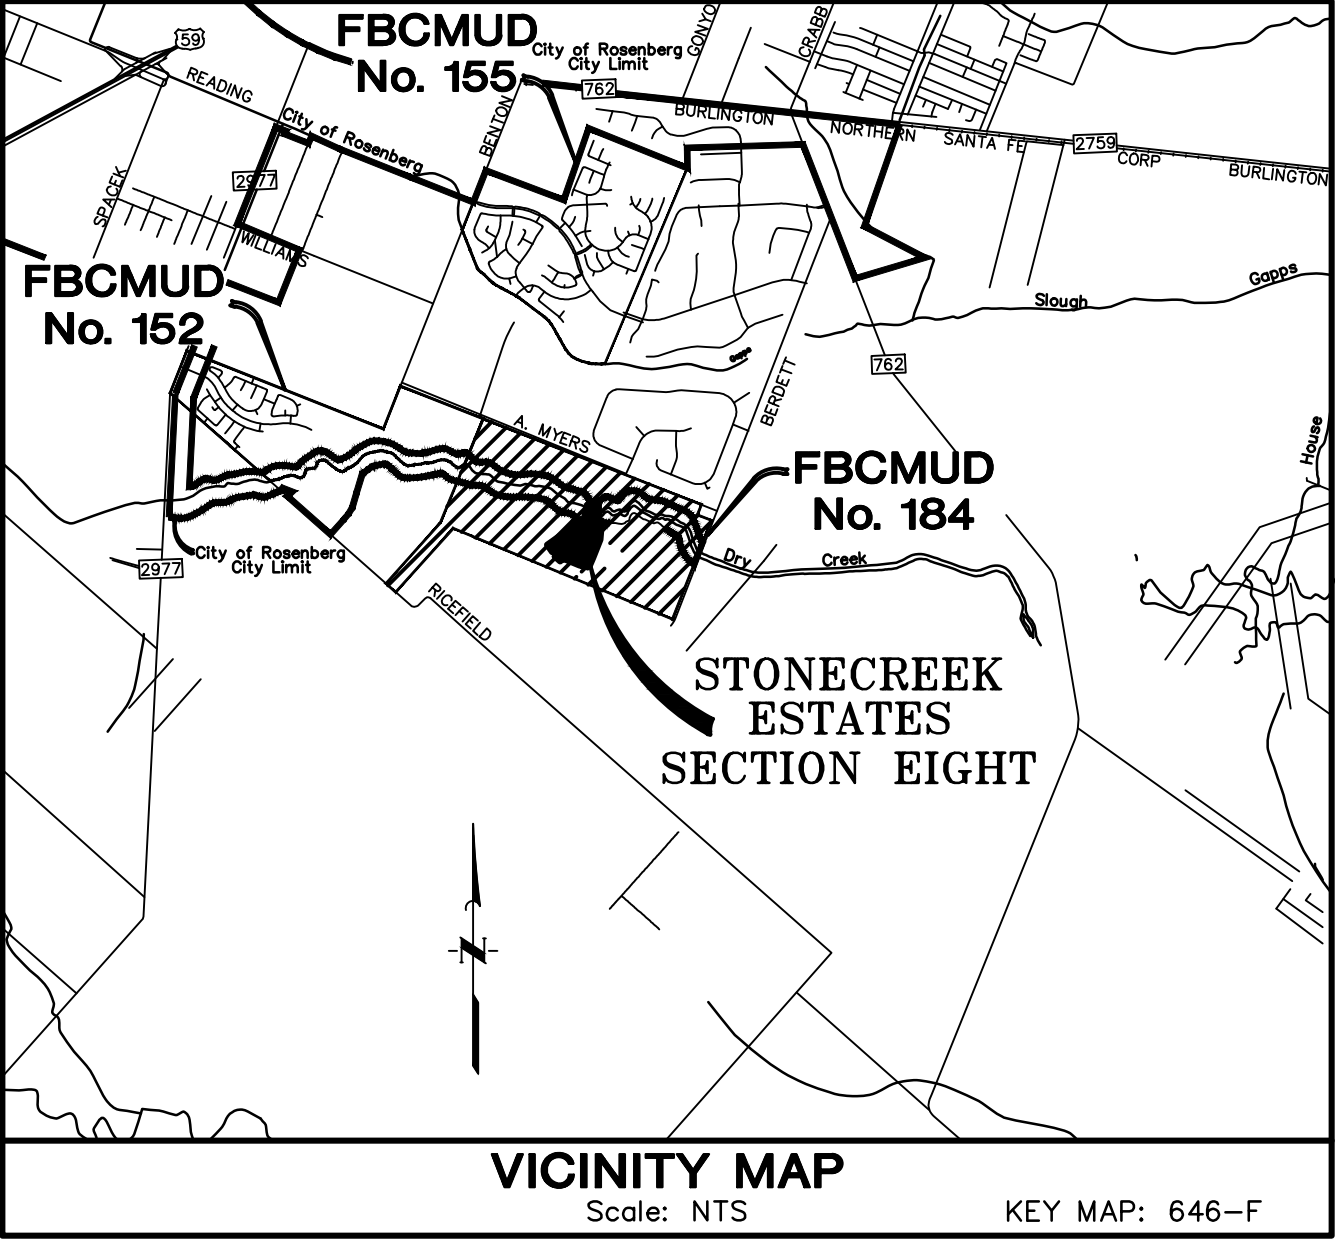 FBCMUD
No. 155
City of Rosenberg
City Limit
GONYO
CRABB
59
READING
762
BURLINGTON
NORTHERN
SANTA FE
2759
CORP
BURLINGTON
City of Rosenberg
BENTON
SPACEK
2977
WILLIAMS
FBCMUD
No. 152
Slough
Gapps
Gapps
762
BERDETT
A. MYERS
House
FBCMUD
No. 184
City of Rosenberg
City Limit
2977
Dry
Creek
RICEFIELD
STONECREEK
ESTATES
SECTION EIGHT
N
VICINITY MAP
Scale: NTS
KEY MAP: 646-F